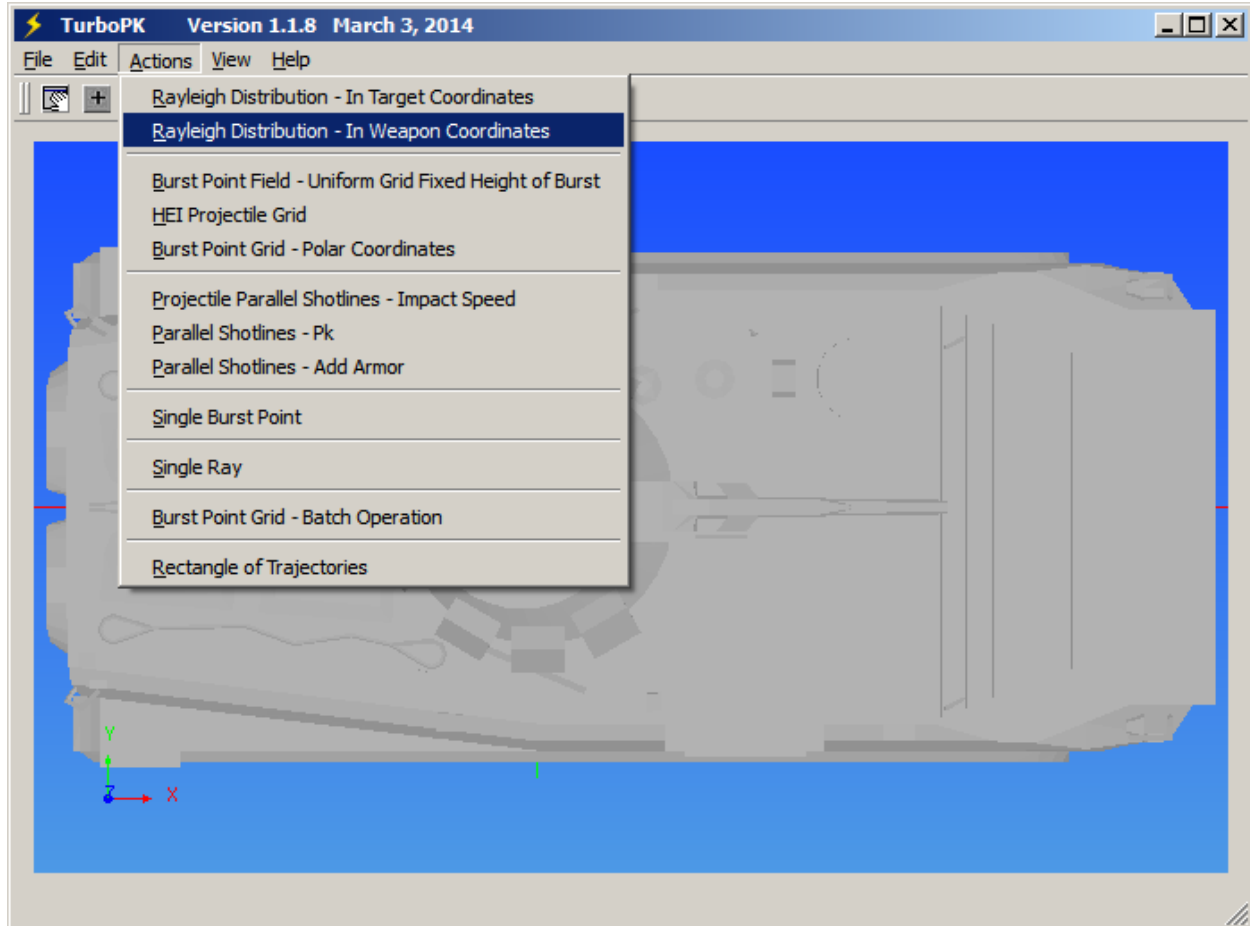 TurboPK Version 1.1.8 March 3, 2014
File Edit Actions View Help
Rayleigh Distribution - In Target Coordinates
Rayleigh Distribution - In Weapon Coordinates
Burst Point Field - Uniform Grid Fixed Height of Burst
HEI Projectile Grid
Burst Point Grid - Polar Coordinates
Projectile Parallel Shotlines - Impact Speed
Parallel Shotlines - Pk
Parallel Shotlines - Add Armor
Single Burst Point
Single Ray
Burst Point Grid - Batch Operation
Rectangle of Trajectories
Y
Z X